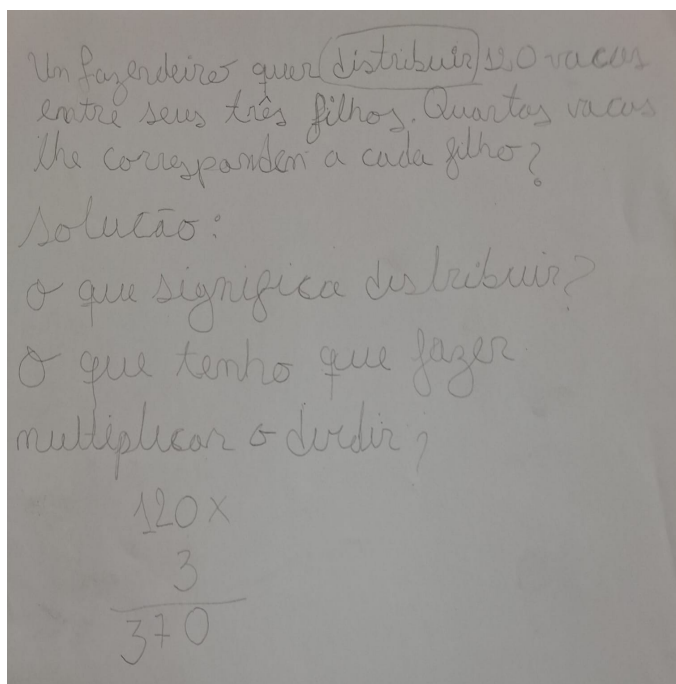 Un fazendeiro quer distribuir 120 vacas
entre seus três filhos. Quantas vacas
lhe corresponden a cada filho?
solucão:
o que significa distribuir?
O que tenho que fazer
multiplicar o dividir?
120x
3
370